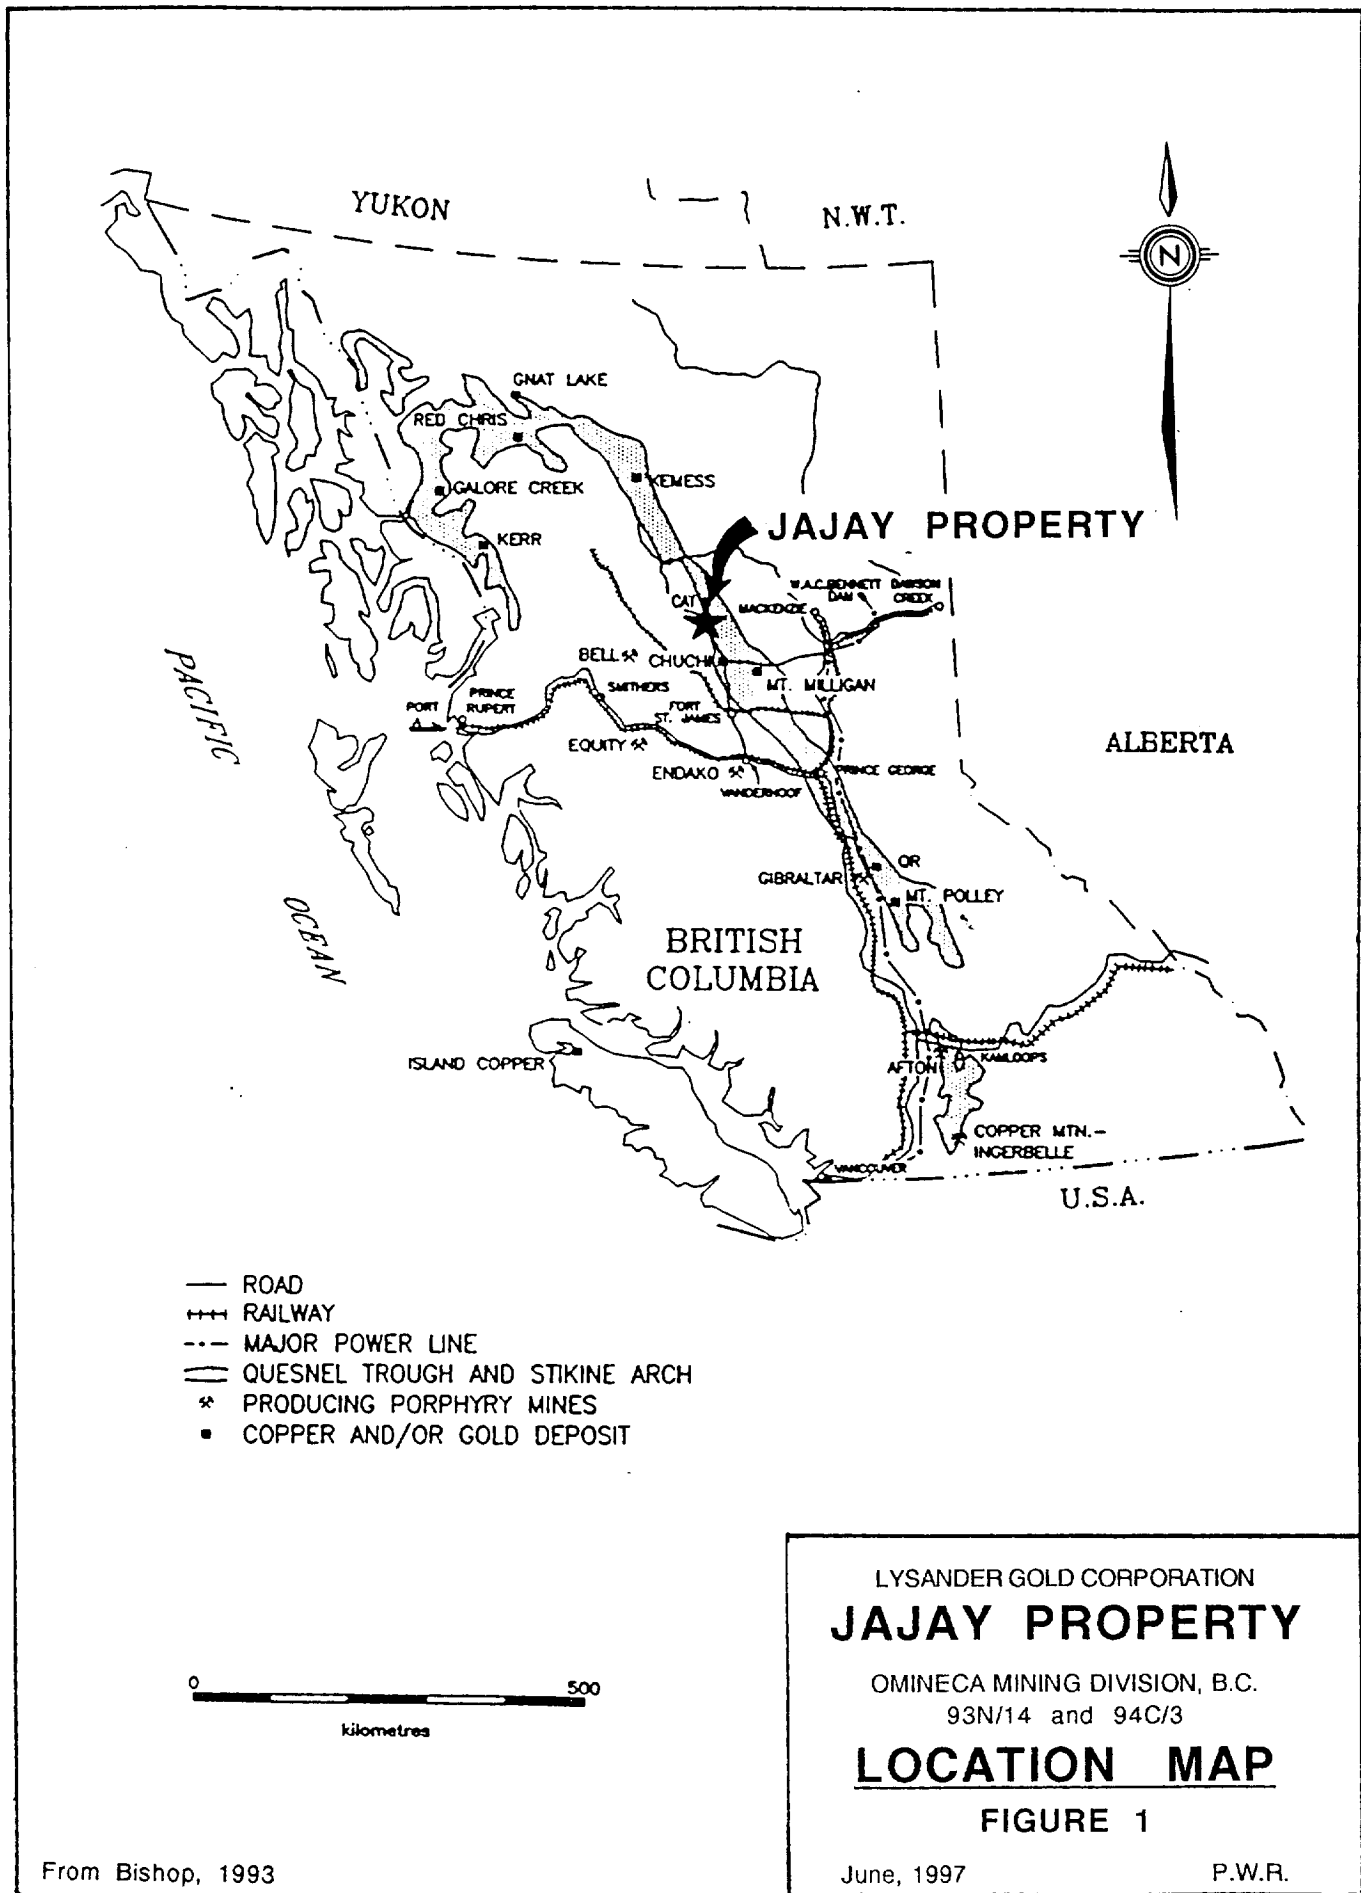 YUKON
N.W.T.
N
GNAT LAKE
RED CHRIS
GALORE CREEK
KEMESS
KERR
JAJAY PROPERTY
CAT
MACKENZIE
W.A.C. BENNETT
DAM
DAWSON
CREEK
BELL
CHUCHI
MT. MILLIGAN
SMITHERS
PORT
PRINCE
RUPERT
FORT
ST. JAMES
EQUITY
ENDAKO
VANDERHOOF
PRINCE GEORGE
PACIFIC
OCEAN
ALBERTA
QR
GIBRALTAR
MT. POLLEY
BRITISH
COLUMBIA
ISLAND COPPER
AFTON
KAMLOOPS
COPPER MTN.-
INGERBELLE
VANCOUVER
U.S.A.
ROAD
RAILWAY
MAJOR POWER LINE
QUESNEL TROUGH AND STIKINE ARCH
PRODUCING PORPHYRY MINES
COPPER AND/OR GOLD DEPOSIT
0 500
kilometres
LYSANDER GOLD CORPORATION
JAJAY PROPERTY
OMINECA MINING DIVISION, B.C.
93N/14 and 94C/3
LOCATION MAP
FIGURE 1
June, 1997 P.W.R.
From Bishop, 1993